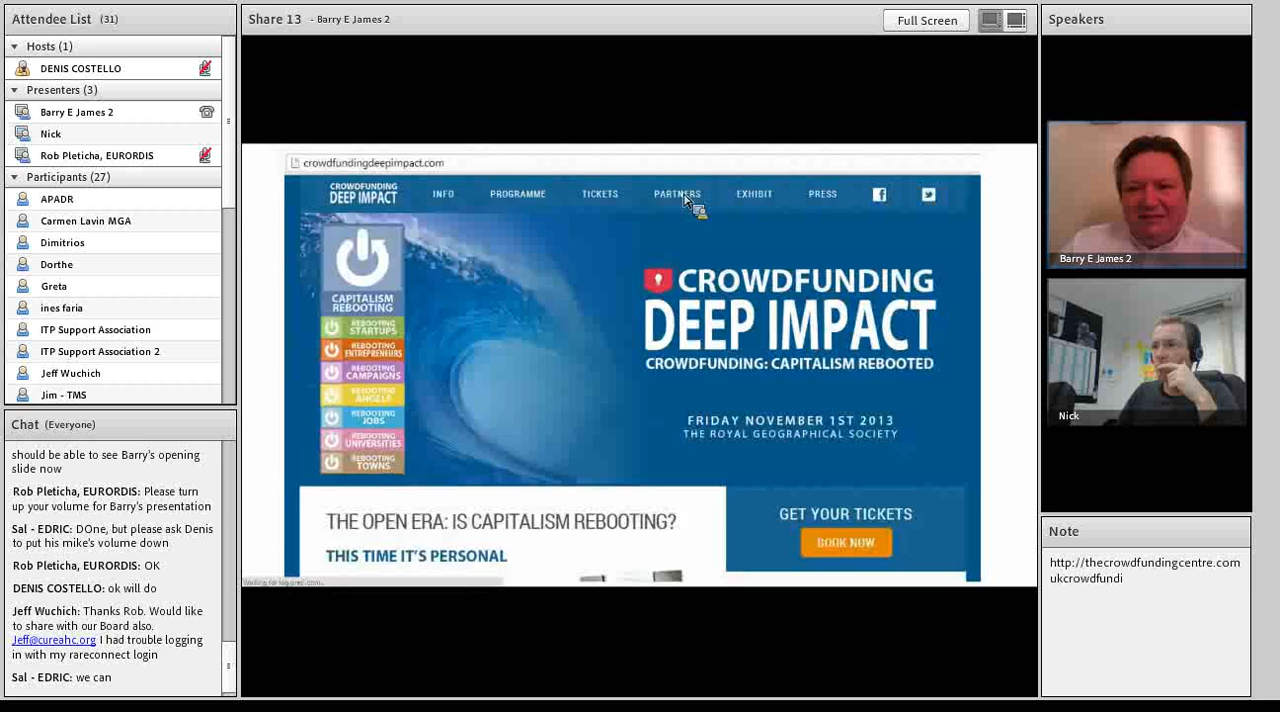 Attendee List (31)
Hosts (1)
DENIS COSTELLO
Presenters (3)
Barry E James 2
Nick
Rob Pleticha, EURORDIS
Participants (27)
APADR
Carmen Lavin MGA
Dimitrios
Dorthe
Greta
ines faria
ITP Support Association
ITP Support Association 2
Jeff Wuchich
Jim - TMS
Chat (Everyone)
should be able to see Barry's opening
slide now
Rob Pleticha, EURORDIS: Please turn
up your volume for Barry's presentation
Sal - EDRIC: DOne, but please ask Denis
to put his mike's volume down
Rob Pleticha, EURORDIS: OK
DENIS COSTELLO: ok will do
Jeff Wuchich: Thanks Rob. Would like
to share with our Board also.
Jeff@cureahc.org I had trouble logging
in with my rareconnect login
Sal - EDRIC: we can
Share 13 - Barry E James 2
Full Screen
crowdfundingdeepimpact.com
CROWDFUNDING
DEEP IMPACT
INFO PROGRAMME TICKETS PARTNERS EXHIBIT PRESS
CAPITALISM
REBOOTING
REBOOTING
STARTUPS
REBOOTING
ENTREPRENEURS
REBOOTING
CAMPAIGNS
REBOOTING
ANGELS
REBOOTING
JOBS
REBOOTING
UNIVERSITIES
REBOOTING
TOWNS
CROWDFUNDING
DEEP IMPACT
CROWDFUNDING: CAPITALISM REBOOTED
FRIDAY NOVEMBER 1ST 2013
THE ROYAL GEOGRAPHICAL SOCIETY
THE OPEN ERA: IS CAPITALISM REBOOTING?
THIS TIME IT'S PERSONAL
GET YOUR TICKETS
BOOK NOW
Waiting for
Speakers
Barry E James 2
Nick
Note
http://thecrowdfundingcentre.com
ukcrowdfundi